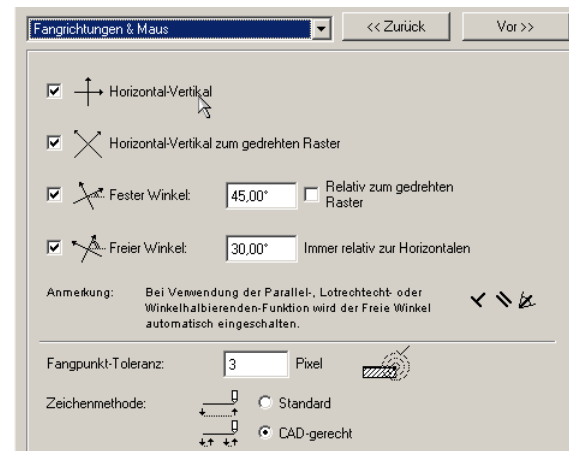 Fangrichtungen & Maus
<< Zurück
Vor >>
Horizontal-Vertikal
Horizontal-Vertikal zum gedrehten Raster
Fester Winkel: 45,00° Relativ zum gedrehten
Raster
Freier Winkel: 30,00° Immer relativ zur Horizontalen
Anmerkung: Bei Verwendung der Parallel-, Lotrechtecht- oder
Winkelhalbierenden-Funktion wird der Freie Winkel
automatisch eingeschalten.
Fangpunkt-Toleranz: 3 Pixel
Zeichenmethode: Standard
CAD-gerecht